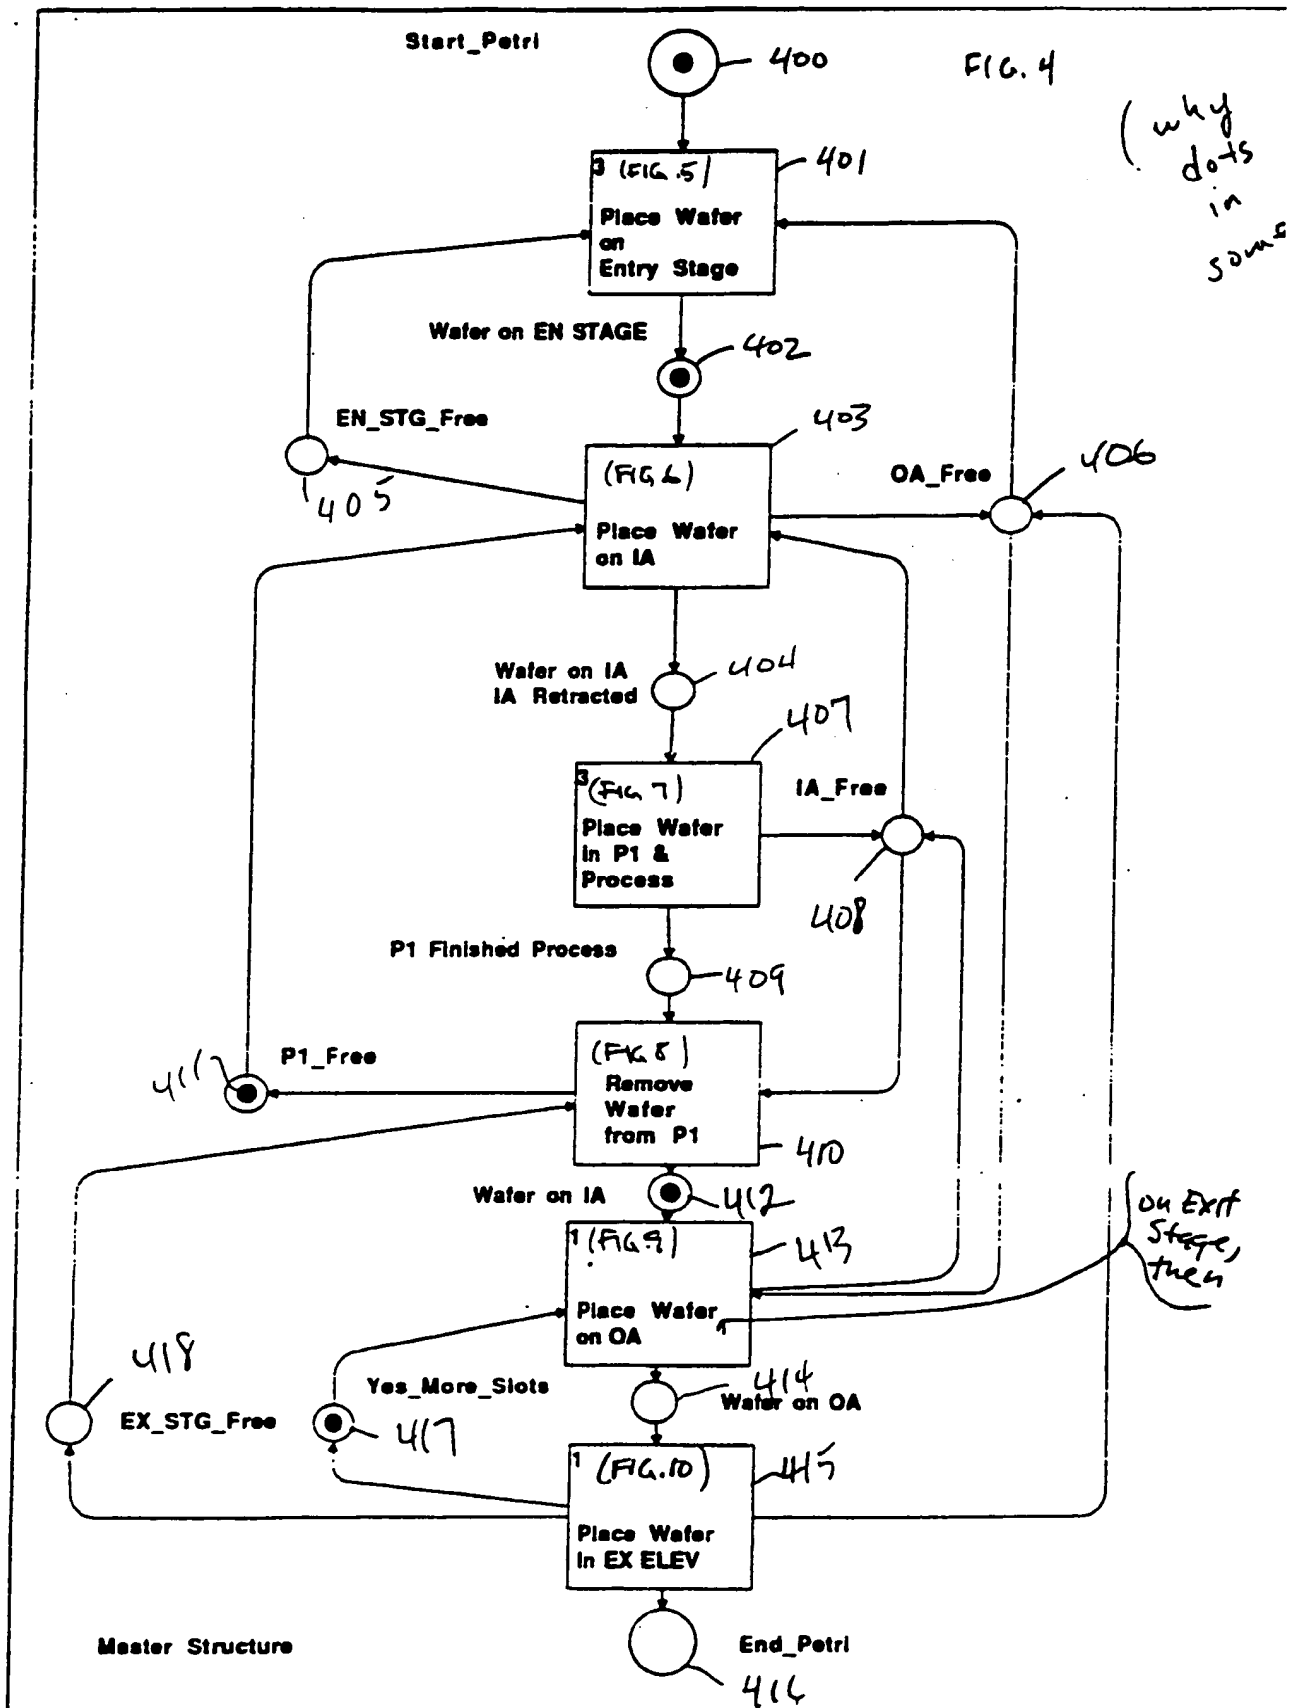 Start_Petri
400
FIG. 4
( why
dots
in
some
3 (FIG. 5)
401
Place Wafer
on
Entry Stage
Wafer on EN STAGE
402
EN_STG_Free
405
403
(FIG. 6)
Place Wafer
on IA
OA_Free
406
Wafer on IA
IA Retracted
404
407
3 (FIG. 7)
Place Wafer
in P1 &
Process
IA_Free
408
P1 Finished Process
409
P1_Free
411
(FIG. 8)
Remove
Wafer
from P1
410
Wafer on IA
412
1 (FIG. 9)
413
Place Wafer
on OA
on Exit
Stage,
then
418
EX_STG_Free
Yes_More_Slots
417
414
Wafer on OA
1 (FIG. 10)
415
Place Wafer
in EX ELEV
Master Structure
End_Petri
416